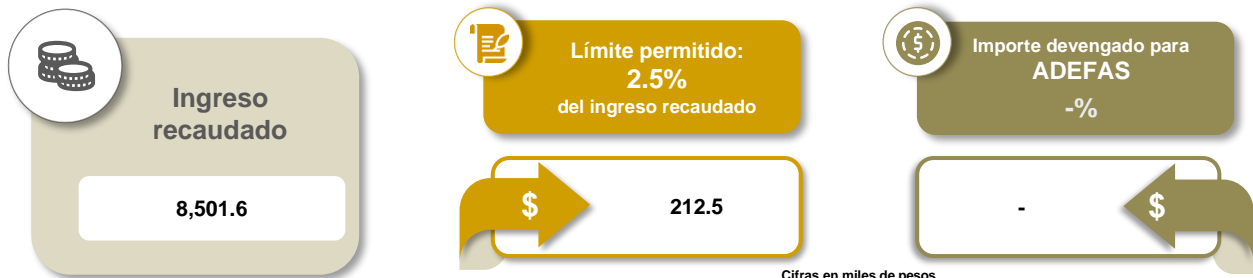 Ingreso
recaudado
8,501.6
Límite permitido:
2.5%
del ingreso recaudado
$
212.5
Importe devengado para
ADEFAS
-%
-
$
Cifras en miles de pesos